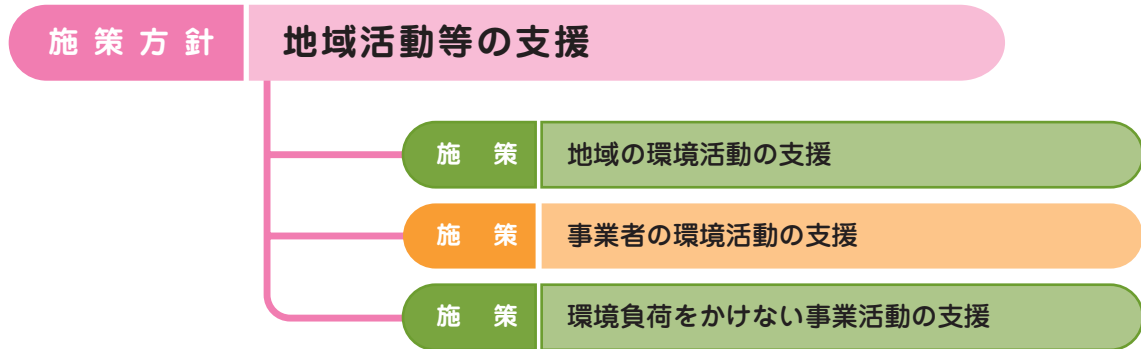 施策方針 地域活動等の支援
施策 地域の環境活動の支援
施策 事業者の環境活動の支援
施策 環境負荷をかけない事業活動の支援